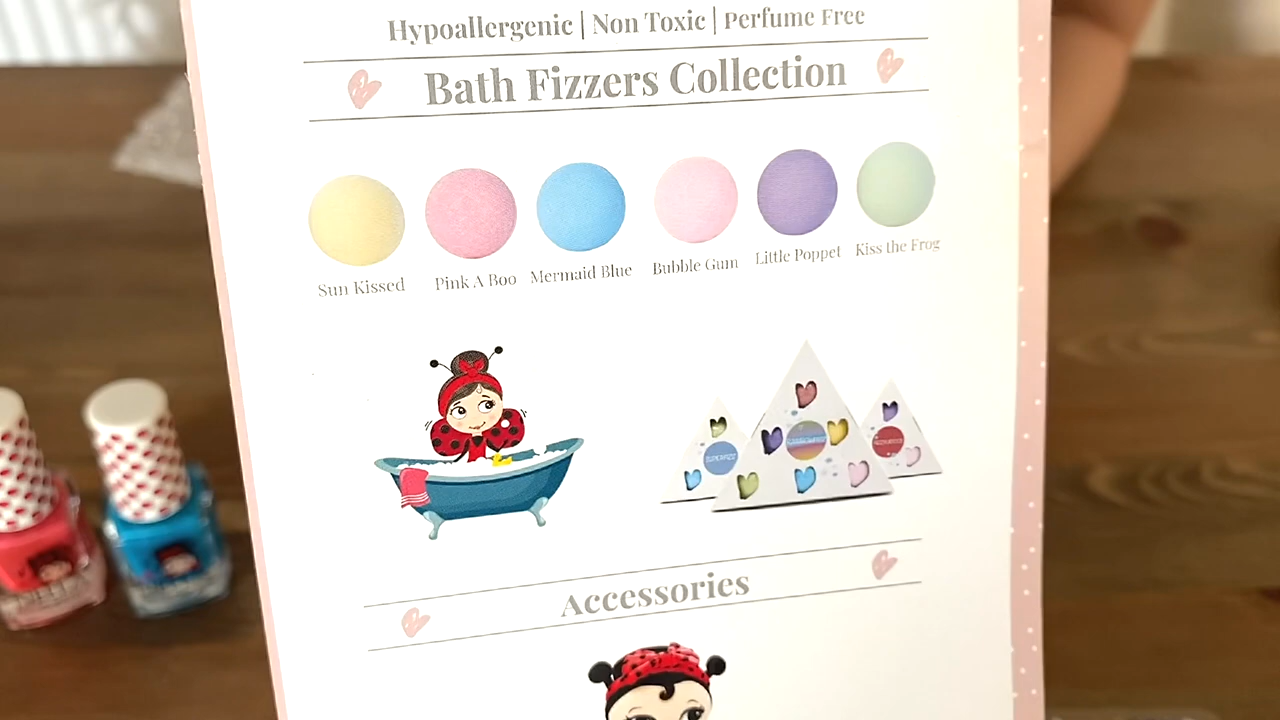 Hypoallergenic | Non Toxic | Perfume Free
Bath Fizzers Collection
Sun Kissed Pink A Boo Mermaid Blue Bubble Gum Little Poppet Kiss the Frog
Accessories